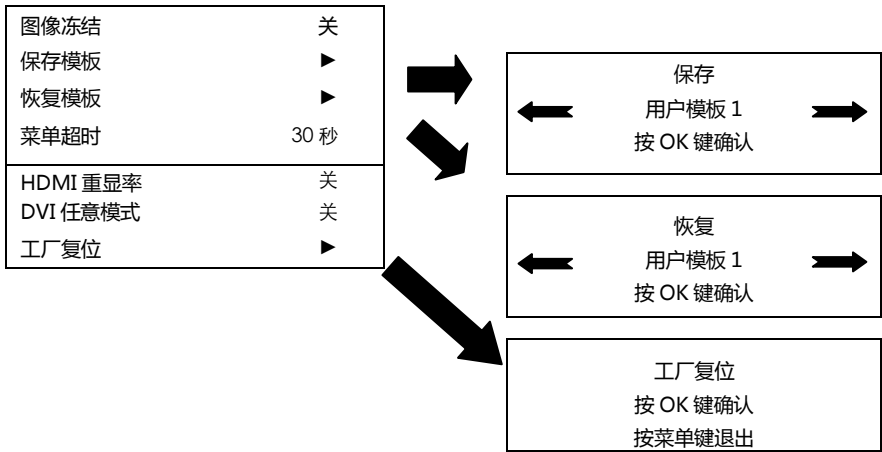 图像冻结 关
保存模板 ►
恢复模板 ►
菜单超时 30 秒
HDMI 重显率 关
DVI 任意模式 关
工厂复位 ►
保存
用户模板 1
按 OK 键确认
恢复
用户模板 1
按 OK 键确认
工厂复位
按 OK 键确认
按菜单键退出